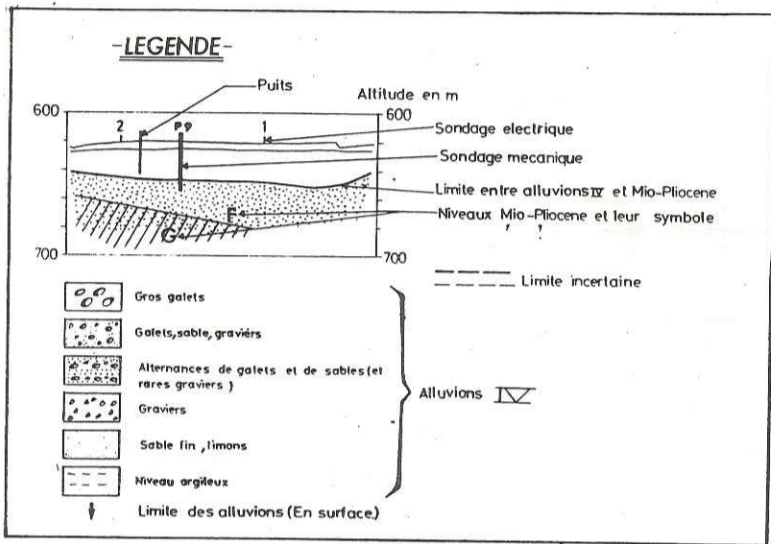 -LEGENDE-
Puits
Altitude en m
600
600
2
P 9
1
Sondage electrique
Sondage mecanique
Limite entre alluvions IV et Mio-Pliocene
F
Niveaux Mio-Pliocene et leur symbole
G
700
700
Limite incertaine
Gros galets
Galets, sable, graviérs
Alternances de galets et de sables (et
rares graviers)
Graviers
Alluvions IV
Sable fin, limons
Niveau argileux
Limite des alluvions (En surface.)